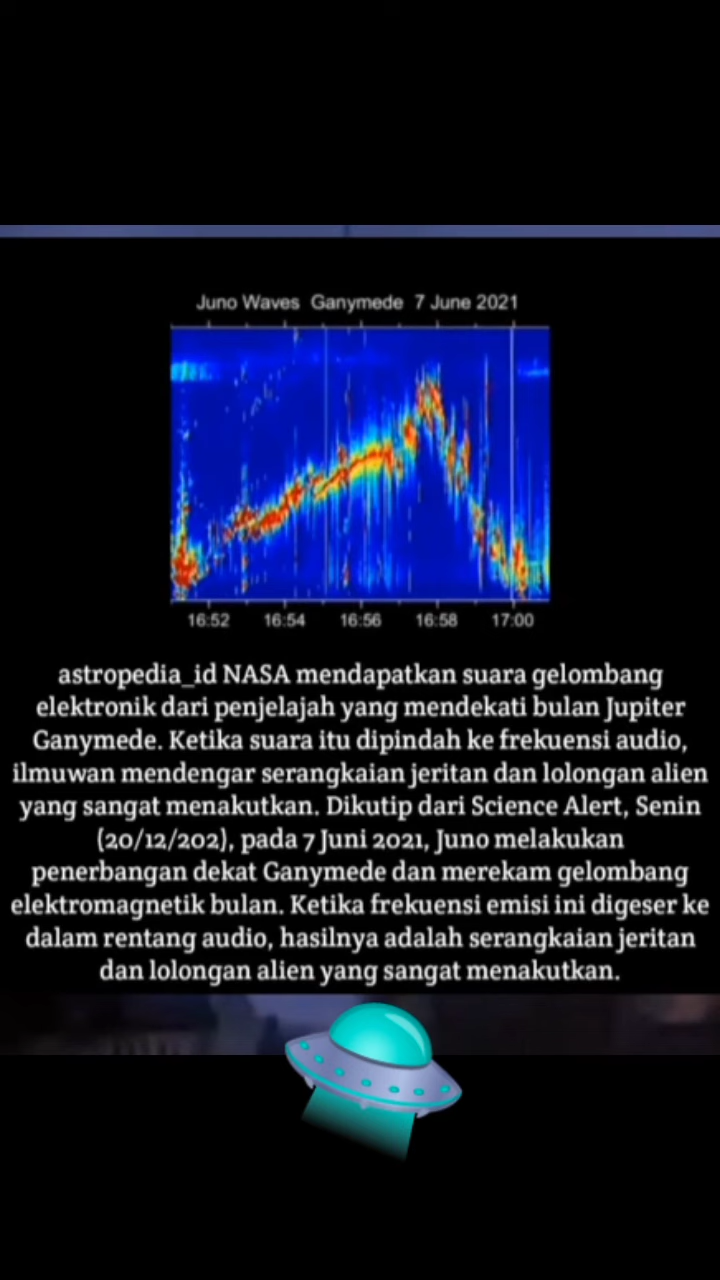 Juno Waves Ganymede 7 June 2021
16:52 16:54 16:56 16:58 17:00
astropedia_id NASA mendapatkan suara gelombang
elektronik dari penjelajah yang mendekati bulan Jupiter
Ganymede. Ketika suara itu dipindah ke frekuensi audio,
ilmuwan mendengar serangkaian jeritan dan lolongan alien
yang sangat menakutkan. Dikutip dari Science Alert, Senin
(20/12/202), pada 7 Juni 2021, Juno melakukan
penerbangan dekat Ganymede dan merekam gelombang
elektromagnetik bulan. Ketika frekuensi emisi ini digeser ke
dalam rentang audio, hasilnya adalah serangkaian jeritan
dan lolongan alien yang sangat menakutkan.